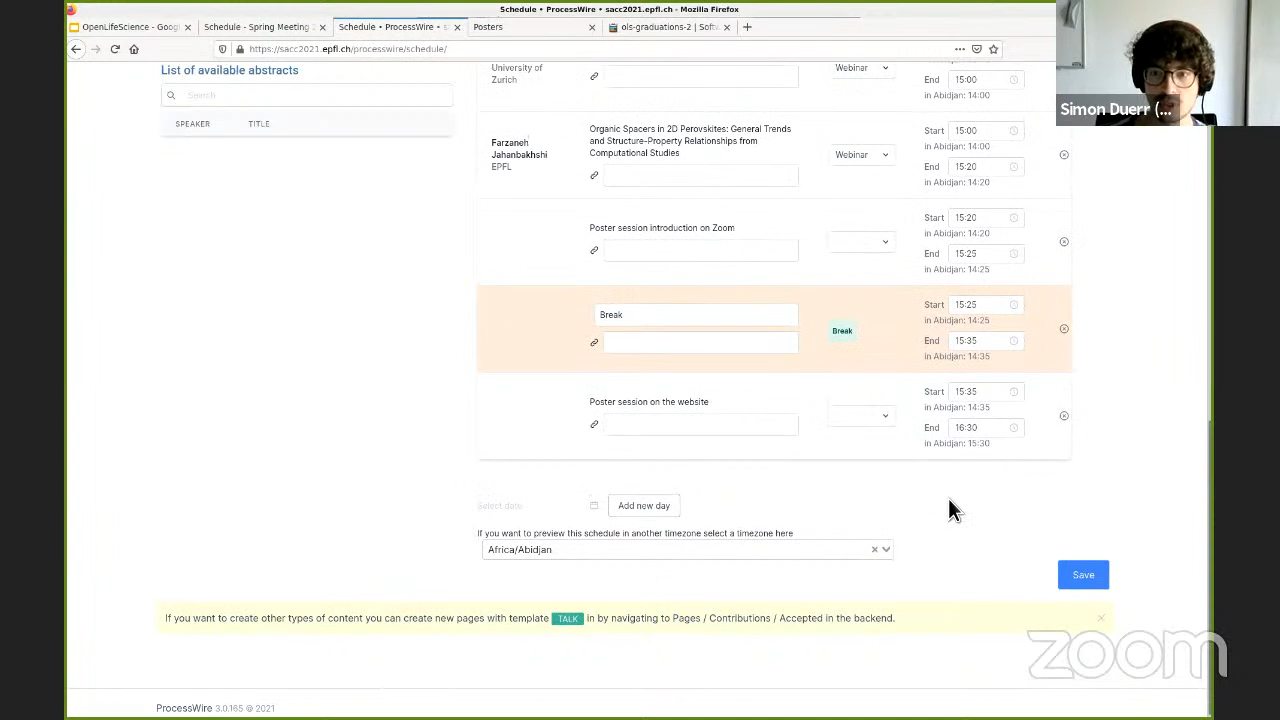 Schedule • ProcessWire • sacc2021.epfl.ch - Mozilla Firefox
OpenLifeScience - Goog
Schedule - Spring Meeting
Schedule • ProcessWire • s
Posters
ols-graduations-2 | Softw
https://sacc2021.epfl.ch/processwire/schedule/
Simon Duerr (...
List of available abstracts
Search
SPEAKER TITLE
University of
Zurich
Webinar
End 15:00
in Abidjan: 14:00
Farzaneh
Jahanbakhshi
EPFL
Organic Spacers in 2D Perovskites: General Trends
and Structure-Property Relationships from
Computational Studies
Webinar
Start 15:00
in Abidjan: 14:00
End 15:20
in Abidjan: 14:20
Poster session introduction on Zoom
Start 15:20
in Abidjan: 14:20
End 15:25
in Abidjan: 14:25
Break
Break
Start 15:25
in Abidjan: 14:25
End 15:35
in Abidjan: 14:35
Poster session on the website
Start 15:35
in Abidjan: 14:35
End 16:30
in Abidjan: 15:30
Select date
Add new day
If you want to preview this schedule in another timezone select a timezone here
Africa/Abidjan
Save
If you want to create other types of content you can create new pages with template TALK in by navigating to Pages / Contributions / Accepted in the backend.
zoom
ProcessWire 3.0.165 © 2021